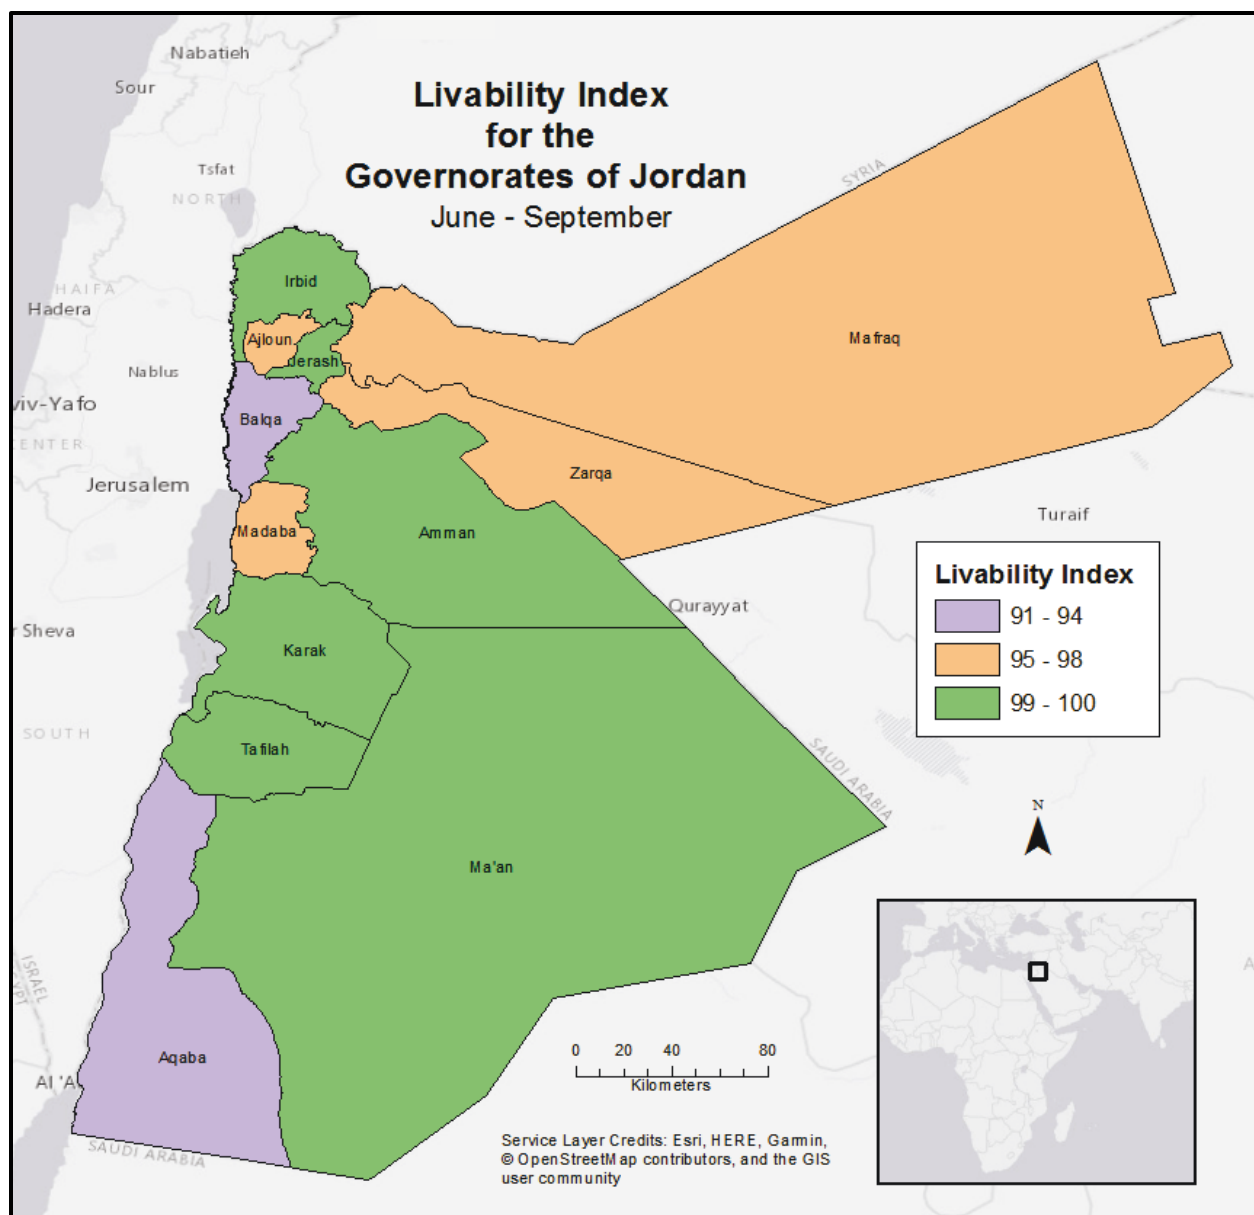 Livability Index
for the
Governorates of Jordan
June - September
Nabatieh
Sour
Tsfat
NORTH
SYRIA
HAIFA
Hadera
Nablus
viv-Yafo
CENTER
Jerusalem
r Sheva
SOUTH
Irbid
Ajloun
Jerash
Mafraq
Balqa
Zarqa
Madaba
Amman
Karak
Tafilah
Ma'an
Aqaba
Turaif
Qurayyat
SAUDI ARABIA
Livability Index
91 - 94
95 - 98
99 - 100
N
ISRAEL
YPT
Al 'A
SAUDI ARABIA
0 20 40 80
Kilometers
Service Layer Credits: Esri, HERE, Garmin,
© OpenStreetMap contributors, and the GIS
user community
A